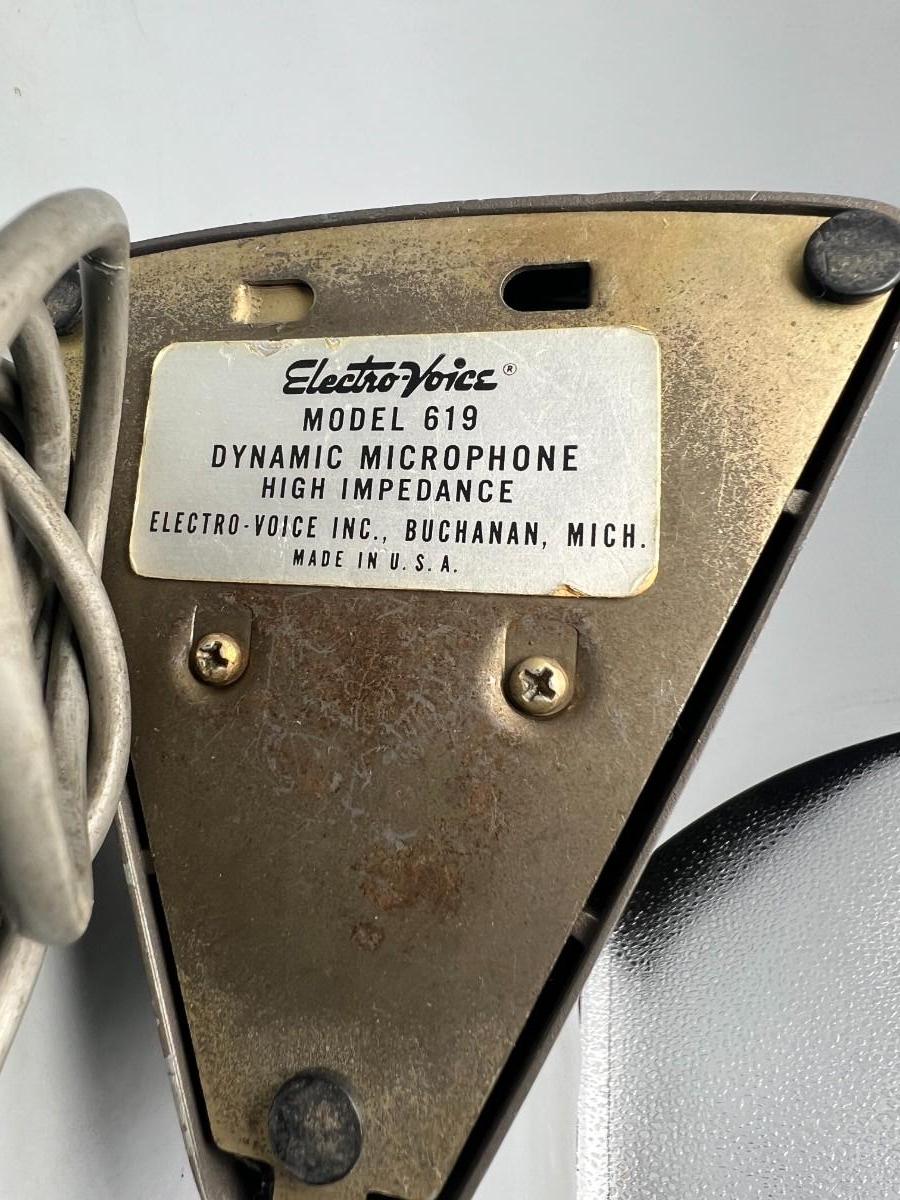 Electro-Voice®
MODEL 619
DYNAMIC MICROPHONE
HIGH IMPEDANCE
ELECTRO-VOICE INC., BUCHANAN, MICH.
MADE IN U.S.A.